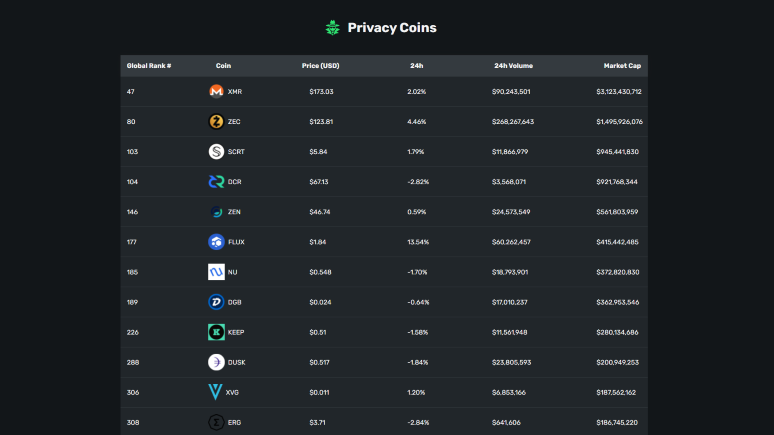 Privacy Coins
Global Rank # Coin Price (USD) 24h 24h Volume Market Cap
47 XMR $173.03 2.02% $90,243,501 $3,123,430,712
80 ZEC $123.81 4.46% $268,267,643 $1,495,926,076
103 SCRT $5.84 1.79% $11,866,979 $945,441,830
104 DCR $67.13 -2.82% $3,568,071 $921,768,344
146 ZEN $46.74 0.59% $24,573,549 $561,803,959
177 FLUX $1.84 13.54% $60,262,457 $415,442,485
185 NU $0.548 -1.70% $18,793,901 $372,820,830
189 DGB $0.024 -0.64% $17,010,237 $362,953,546
226 KEEP $0.51 -1.58% $11,561,948 $280,134,686
288 DUSK $0.517 -1.84% $23,805,593 $200,949,253
306 XVG $0.011 1.20% $6,853,166 $187,562,162
308 ERG $3.71 -2.84% $641,606 $186,745,220